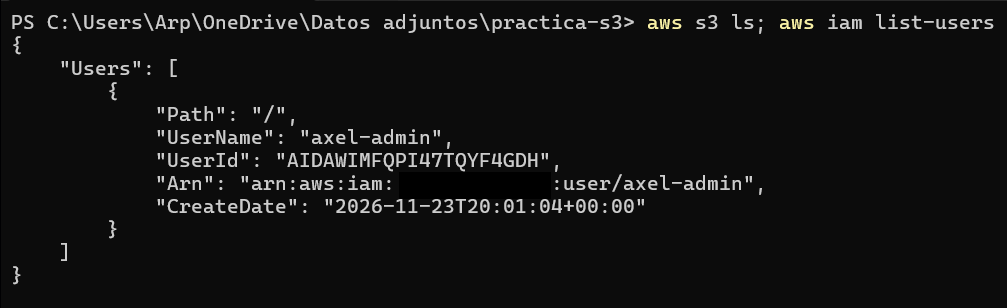 PS C:\Users\Arp\OneDrive\Datos adjuntos\practica-s3> aws s3 ls; aws iam list-users
{
    "Users": [
        {
            "Path": "/",
            "UserName": "axel-admin",
            "UserId": "AIDAWIMFQPI47TQYF4GDH",
            "Arn": "arn:aws:iam: :user/axel-admin",
            "CreateDate": "2026-11-23T20:01:04+00:00"
        }
    ]
}